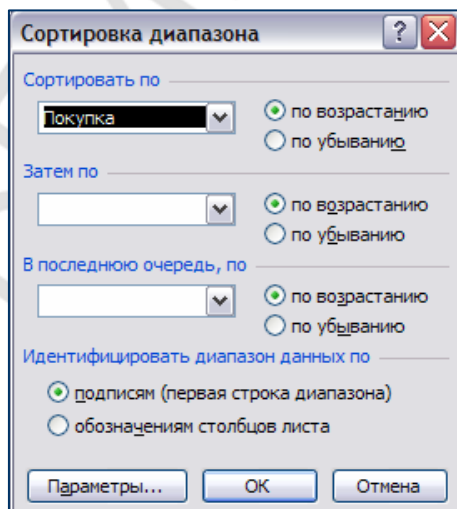 Сортировка диапазона
Сортировать по
Покупка
по возрастанию
по убыванию
Затем по
по возрастанию
по убыванию
В последнюю очередь, по
по возрастанию
по убыванию
Идентифицировать диапазон данных по
подписям (первая строка диапазона)
обозначениям столбцов листа
Параметры... ОК Отмена